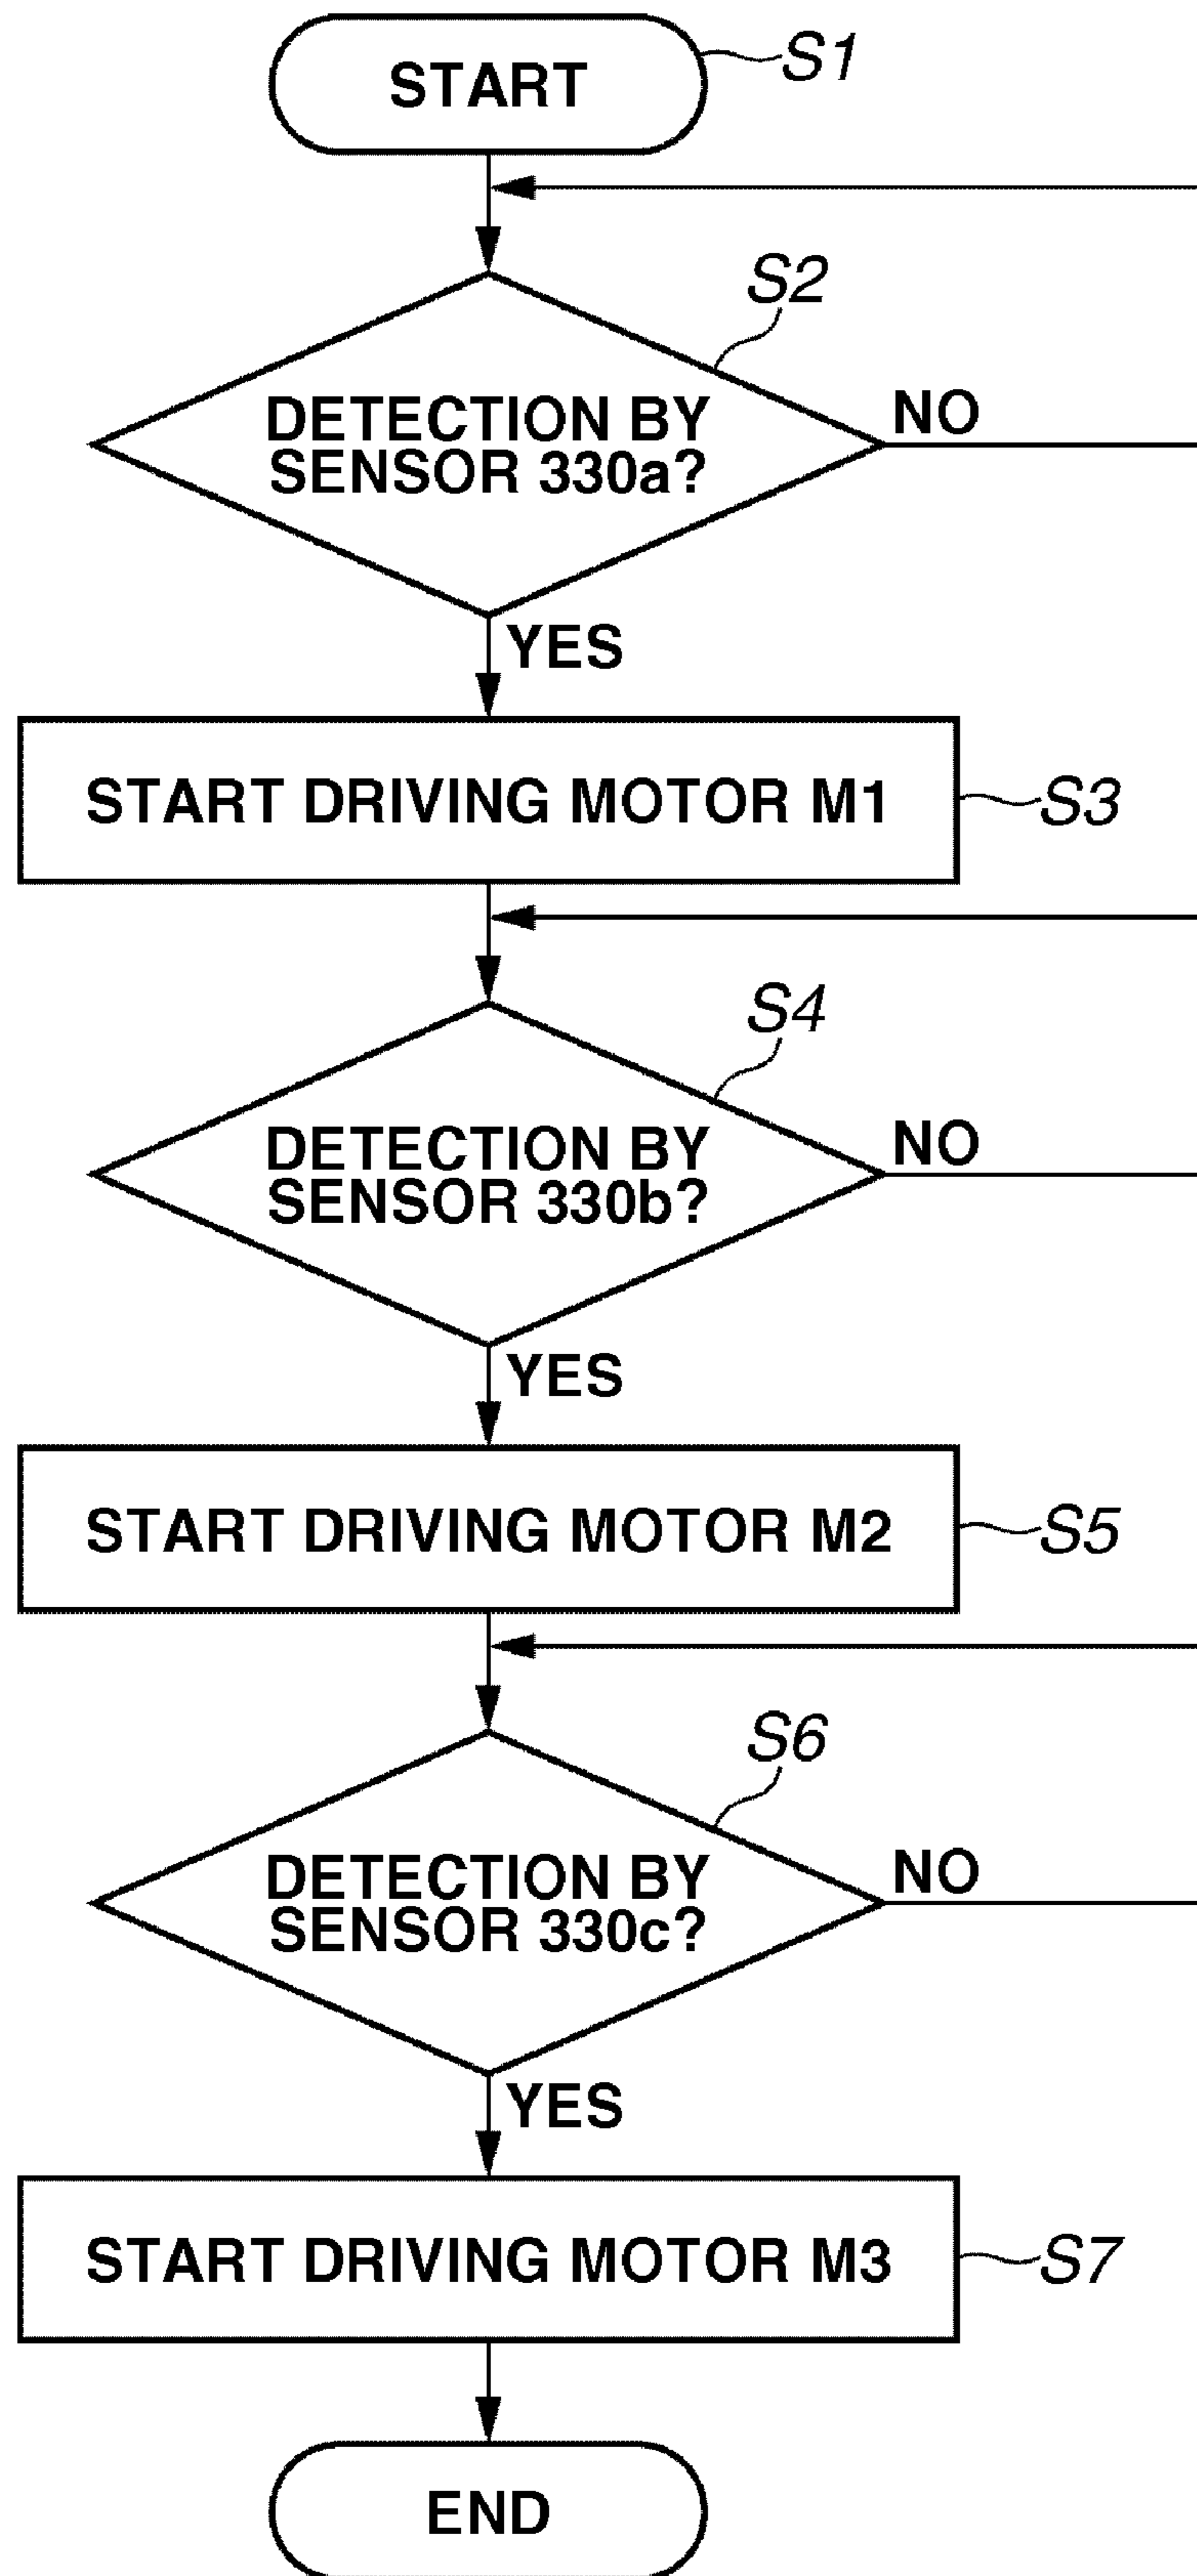 START
S1
S2
DETECTION BY
SENSOR 330a?
NO
YES
START DRIVING MOTOR M1
S3
S4
DETECTION BY
SENSOR 330b?
NO
YES
START DRIVING MOTOR M2
S5
S6
DETECTION BY
SENSOR 330c?
NO
YES
START DRIVING MOTOR M3
S7
END